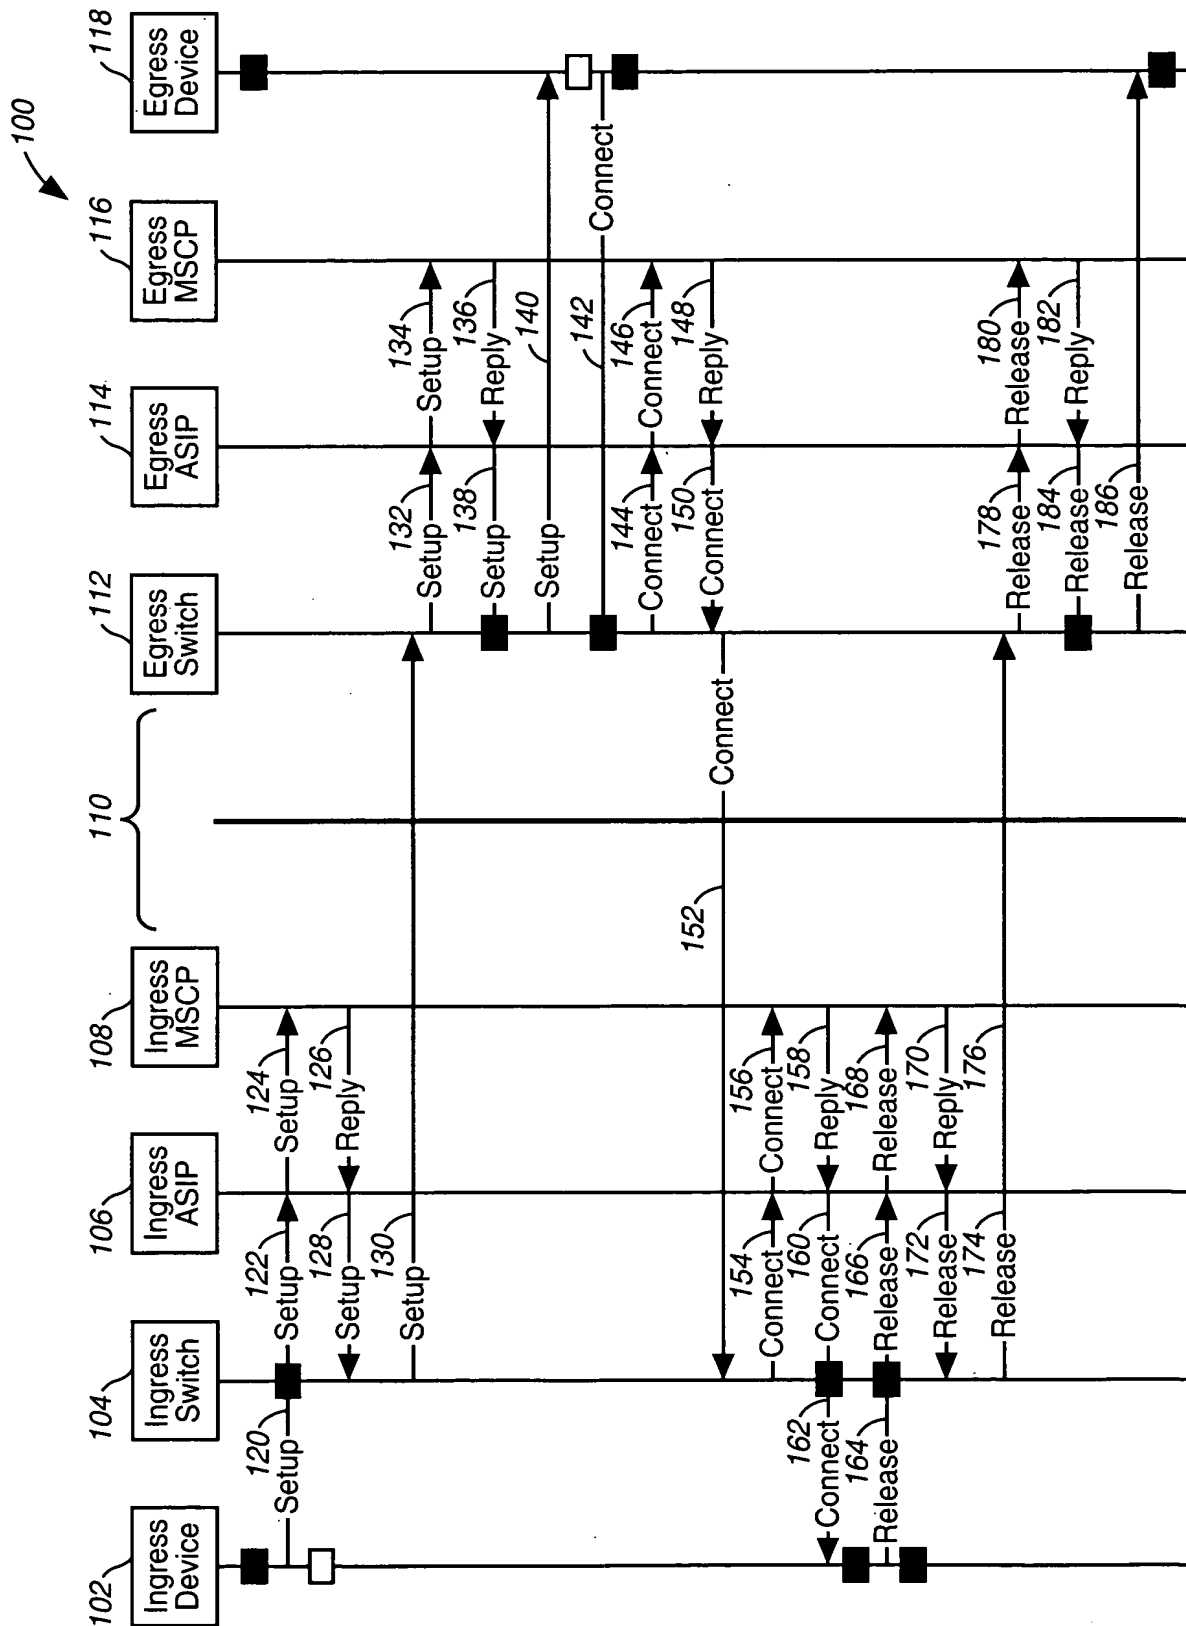 100
102
Ingress
Device
104
Ingress
Switch
106
Ingress
ASIP
108
Ingress
MSCP
110
112
Egress
Switch
114
Egress
ASIP
116
Egress
MSCP
118
Egress
Device
120
Setup
122
Setup
124
Setup
126
Reply
128
Setup
130
Setup
132
Setup
134
Setup
136
Reply
138
Setup
140
Setup
142
Connect
144
Connect
146
Connect
148
Reply
150
Connect
152
Connect
154
Connect
156
Connect
158
Reply
160
Connect
162
Connect
164
Release
166
Release
168
Release
170
Reply
172
Release
174
Release
176
178
Release
180
Release
182
Reply
184
Release
186
Release